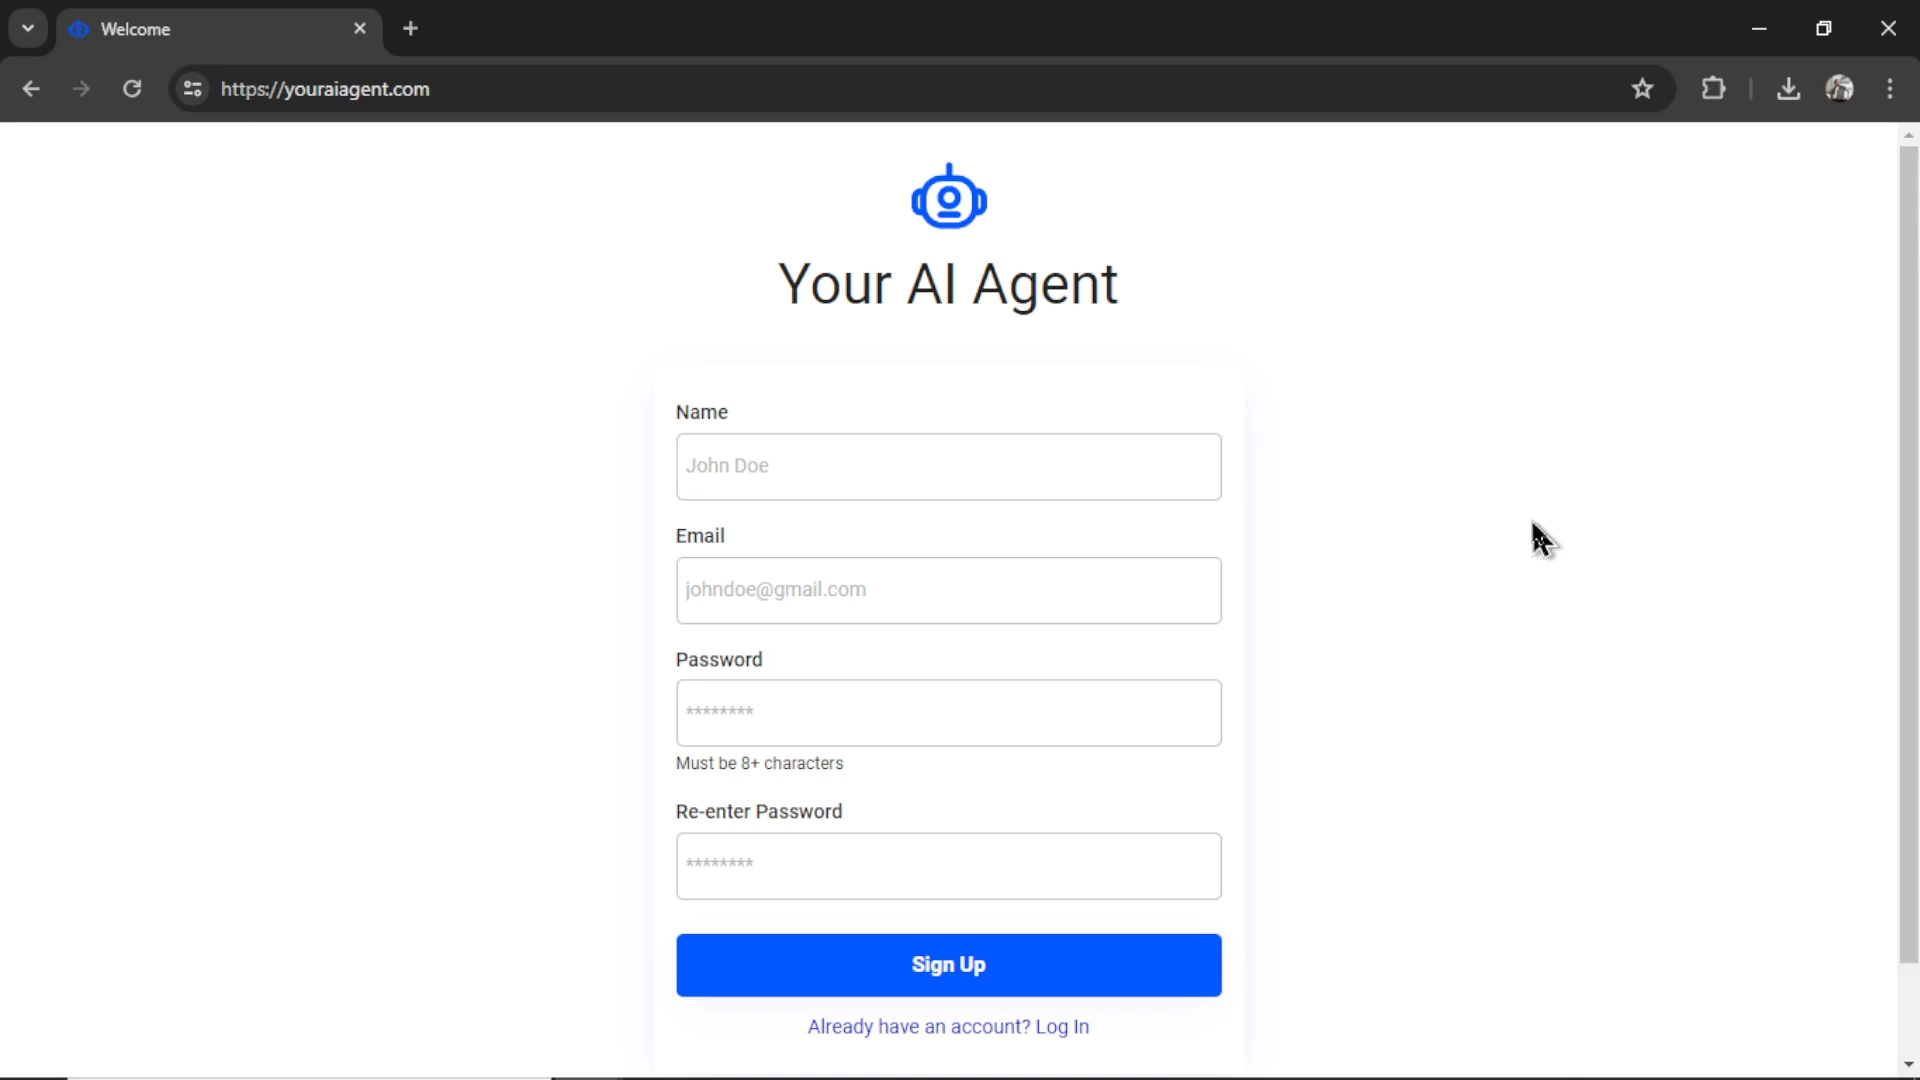 Welcome
https://youraiagent.com
Your AI Agent
Name
John Doe
Email
johndoe@gmail.com
Password
********
Must be 8+ characters
Re-enter Password
********
Sign Up
Already have an account? Log In